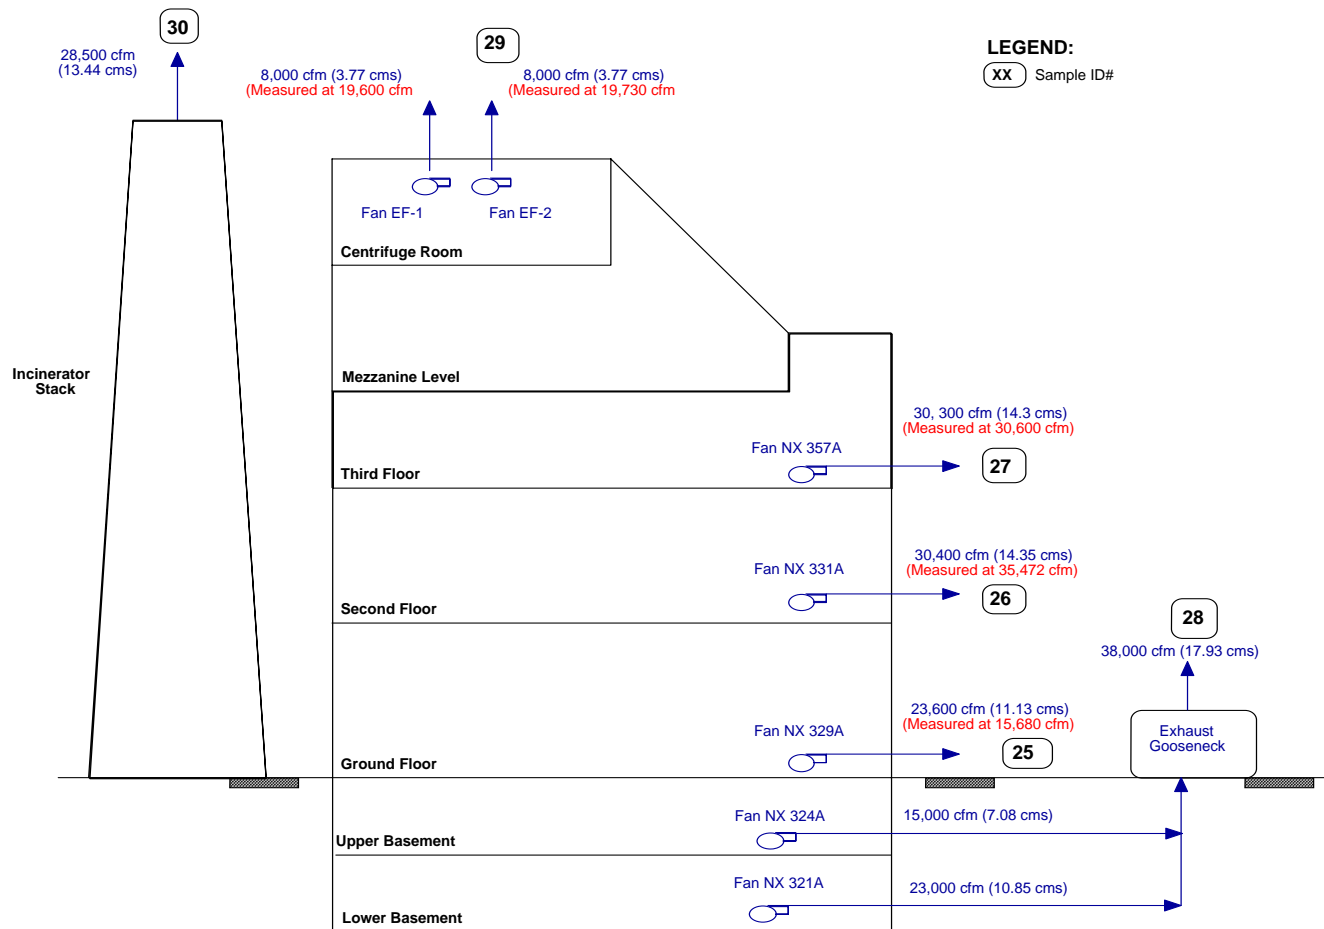 30
28,500 cfm
(13.44 cms)
29
8,000 cfm (3.77 cms)
(Measured at 19,600 cfm
8,000 cfm (3.77 cms)
(Measured at 19,730 cfm
LEGEND:
XX Sample ID#
Fan EF-1
Fan EF-2
Centrifuge Room
Incinerator
Stack
Mezzanine Level
30, 300 cfm (14.3 cms)
(Measured at 30,600 cfm)
Fan NX 357A
27
Third Floor
30,400 cfm (14.35 cms)
(Measured at 35,472 cfm)
Fan NX 331A
26
Second Floor
28
38,000 cfm (17.93 cms)
23,600 cfm (11.13 cms)
(Measured at 15,680 cfm)
Fan NX 329A
25
Exhaust
Gooseneck
Ground Floor
Fan NX 324A
15,000 cfm (7.08 cms)
Upper Basement
Fan NX 321A
23,000 cfm (10.85 cms)
Lower Basement